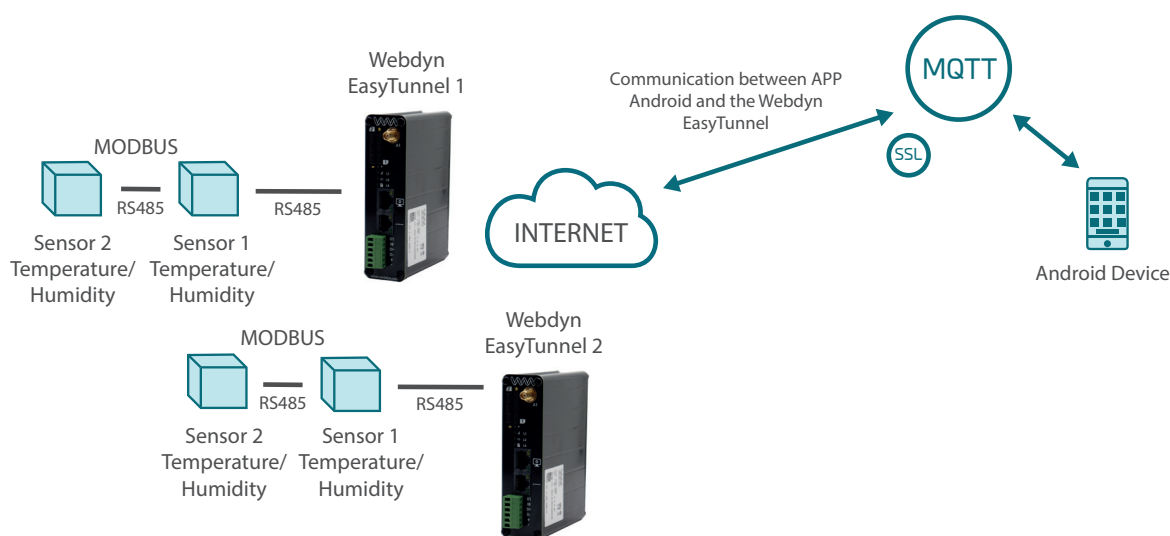 Webdyn
EasyTunnel 1
MODBUS
RS485
RS485
Sensor 2
Temperature/
Humidity
Sensor 1
Temperature/
Humidity
INTERNET
Communication between APP
Android and the Webdyn
EasyTunnel
MQTT
SSL
Android Device
Webdyn
EasyTunnel 2
MODBUS
RS485
RS485
Sensor 2
Temperature/
Humidity
Sensor 1
Temperature/
Humidity